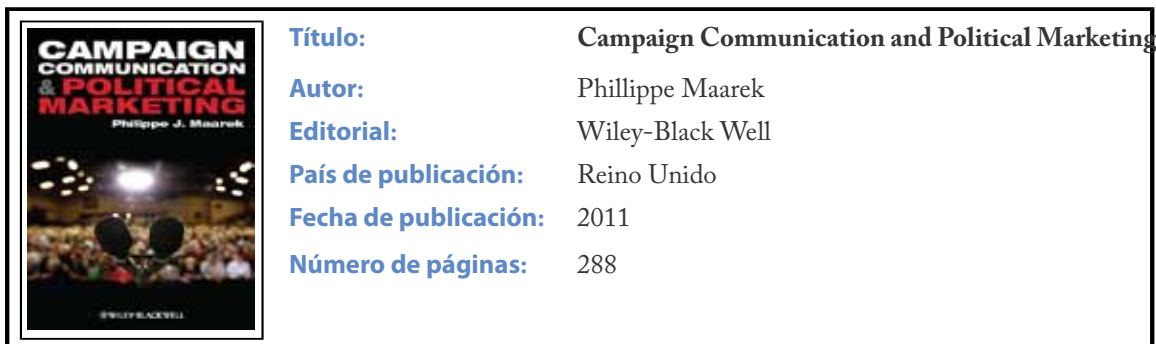 CAMPAIGN
COMMUNICATION
& POLITICAL
MARKETING
Philippe J. Maarek
WILEY-BLACKWELL
Título: Campaign Communication and Political Marketing
Autor: Phillippe Maarek
Editorial: Wiley-Black Well
País de publicación: Reino Unido
Fecha de publicación: 2011
Número de páginas: 288